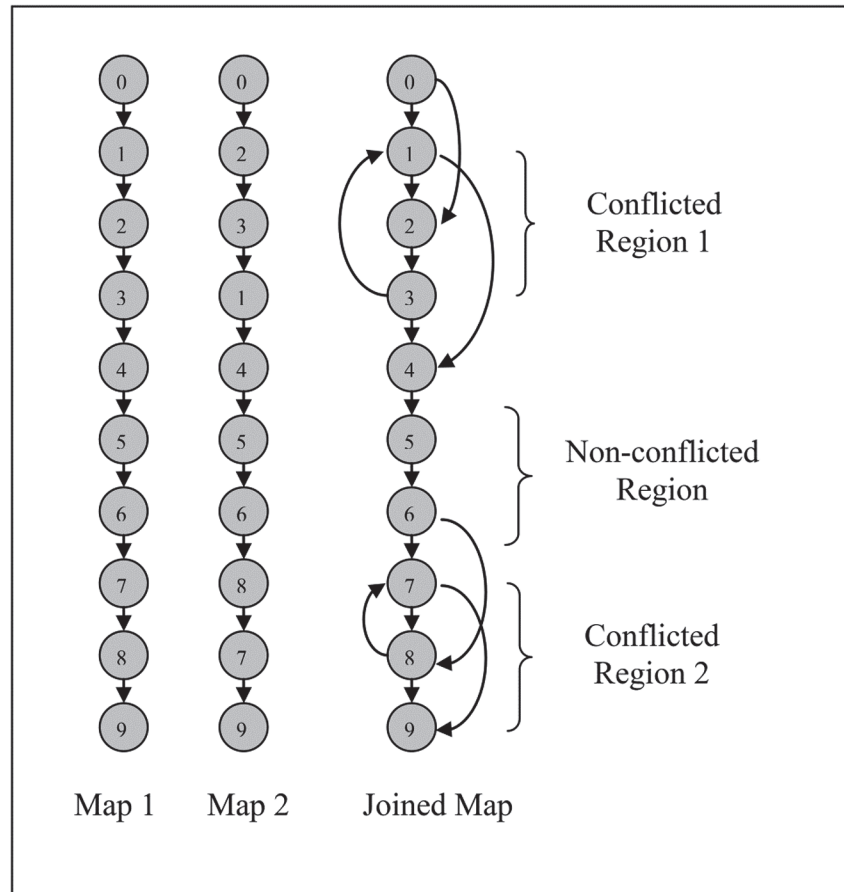 0 0 0
1 2 1
2 3 2
3 1 3
4 4 4
5 5 5
6 6 6
7 8 7
8 7 8
9 9 9
Conflicted
Region 1
Non-conflicted
Region
Conflicted
Region 2
Map 1 Map 2 Joined Map